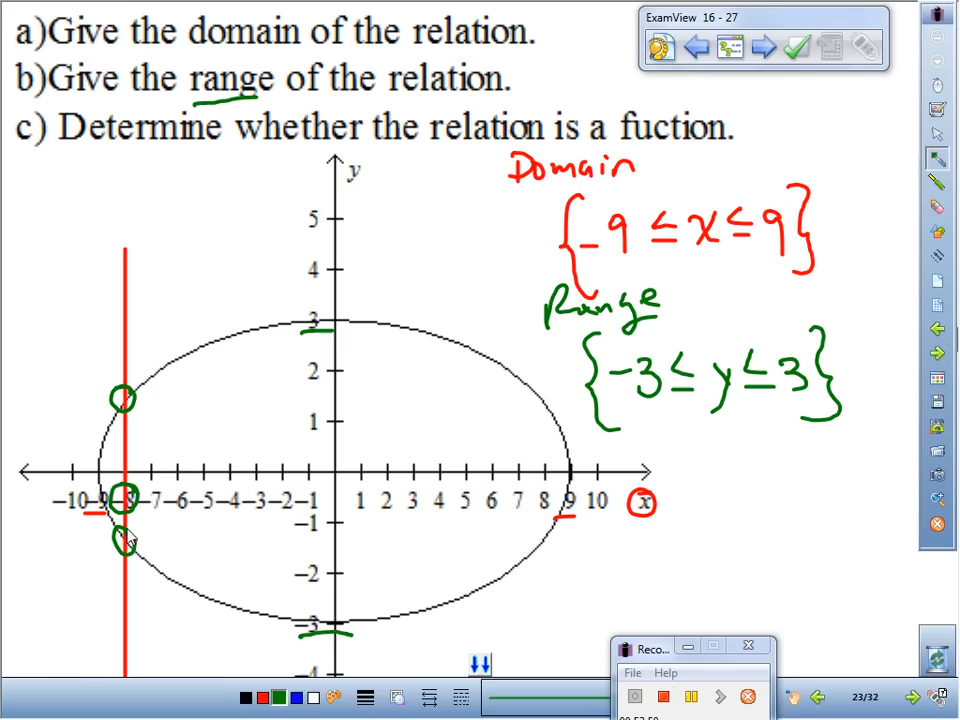 a)Give the domain of the relation.
ExamView 16 - 27
b)Give the range of the relation.
c) Determine whether the relation is a fuction.
Domain
y
{-9 ≤ x ≤ 9}
5
4
Range
3
{-3 ≤ y ≤ 3}
2
1
-10 -9 -8 -7 -6 -5 -4 -3 -2 -1 1 2 3 4 5 6 7 8 9 10 x
-1
-2
-3
-4
Reco...
File Help
23/32